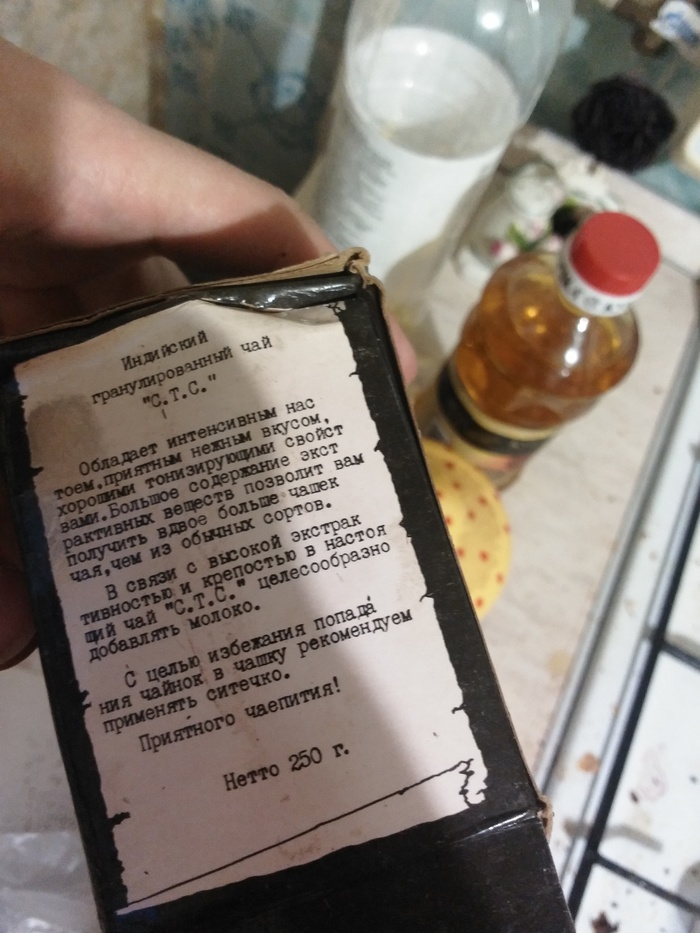 Индийский
гранулированный чай
"С.Т.С."
Обладает интенсивным нас
тоем.приятным нежным вкусом,
хорошими тонизирующими свойст
вами.Большое содержание экст
рактивных веществ позволит вам
получить вдвое больше чашек
чая,чем из обычных сортов.
В связи с высокой экстрак
тивностью и крепостью в настоя
щий чай "С.Т.С." целесообразно
добавлять молоко.
С целью избежания попада
ния чаинок в чашку рекомендуем
применять ситечко.
Приятного чаепития!
Нетто 250 г.